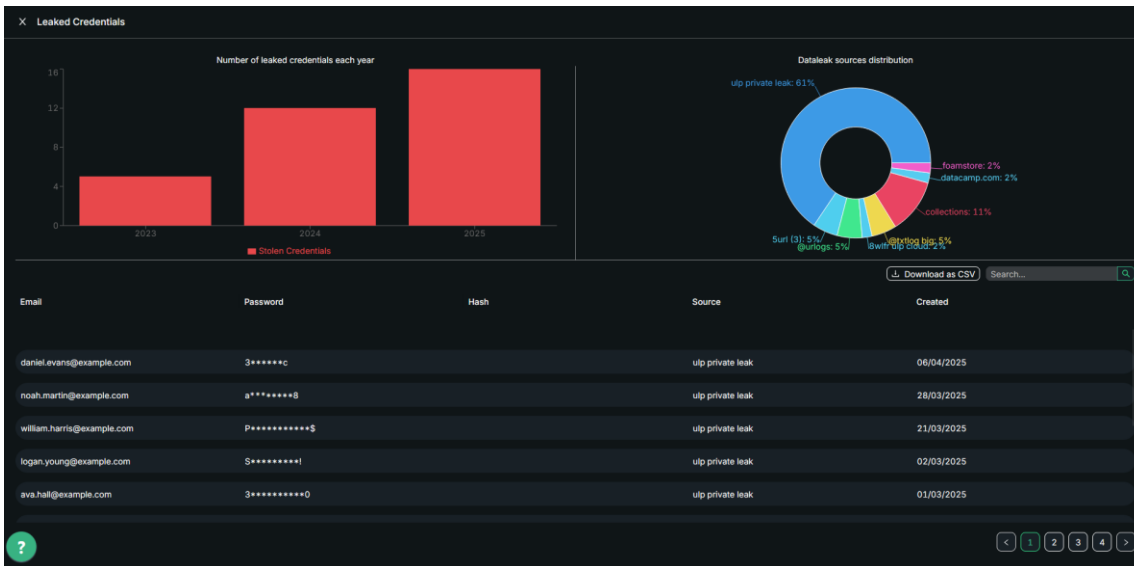 X Leaked Credentials
Number of leaked credentials each year
16
12
8
4
0
2023 2024 2025
Stolen Credentials
Dataleak sources distribution
ulp private leak: 61%
foamstore: 2%
datacamp.com: 2%
collections: 11%
@txtlog big: 5%
8wifi ulp cloud: 2%
@urlogs: 5%
5url (3): 5%
Download as CSV Search...
Email Password Hash Source Created
daniel.evans@example.com 3******c ulp private leak 06/04/2025
noah.martin@example.com a********8 ulp private leak 28/03/2025
william.harris@example.com P***********$ ulp private leak 21/03/2025
logan.young@example.com S*********! ulp private leak 02/03/2025
ava.hall@example.com 3**********0 ulp private leak 01/03/2025
?
< 1 2 3 4 >